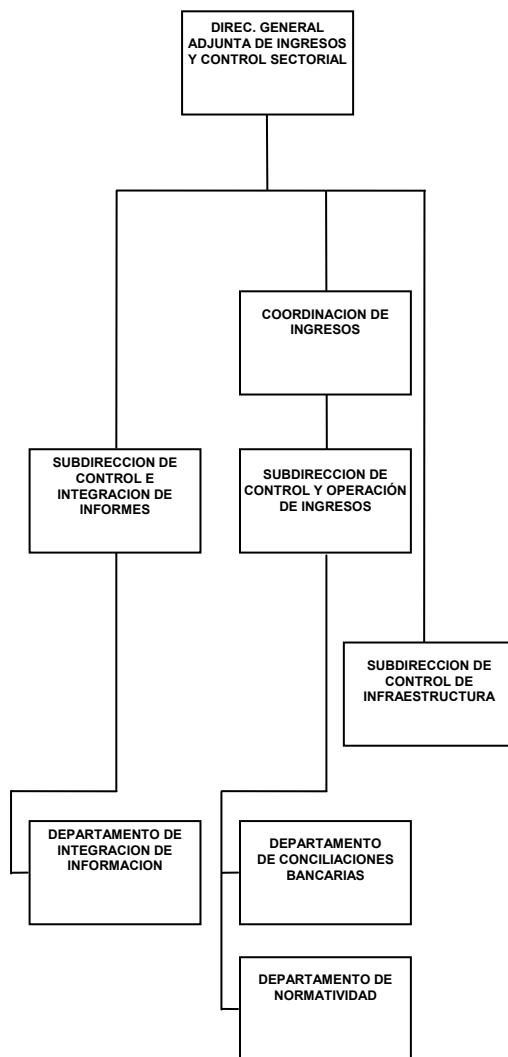 DIREC. GENERAL
ADJUNTA DE INGRESOS
Y CONTROL SECTORIAL
COORDINACION DE
INGRESOS
SUBDIRECCION DE
CONTROL E
INTEGRACION DE
INFORMES
SUBDIRECCION DE
CONTROL Y OPERACIÓN
DE INGRESOS
SUBDIRECCION DE
CONTROL DE
INFRAESTRUCTURA
DEPARTAMENTO DE
INTEGRACION DE
INFORMACION
DEPARTAMENTO
DE CONCILIACIONES
BANCARIAS
DEPARTAMENTO DE
NORMATIVIDAD